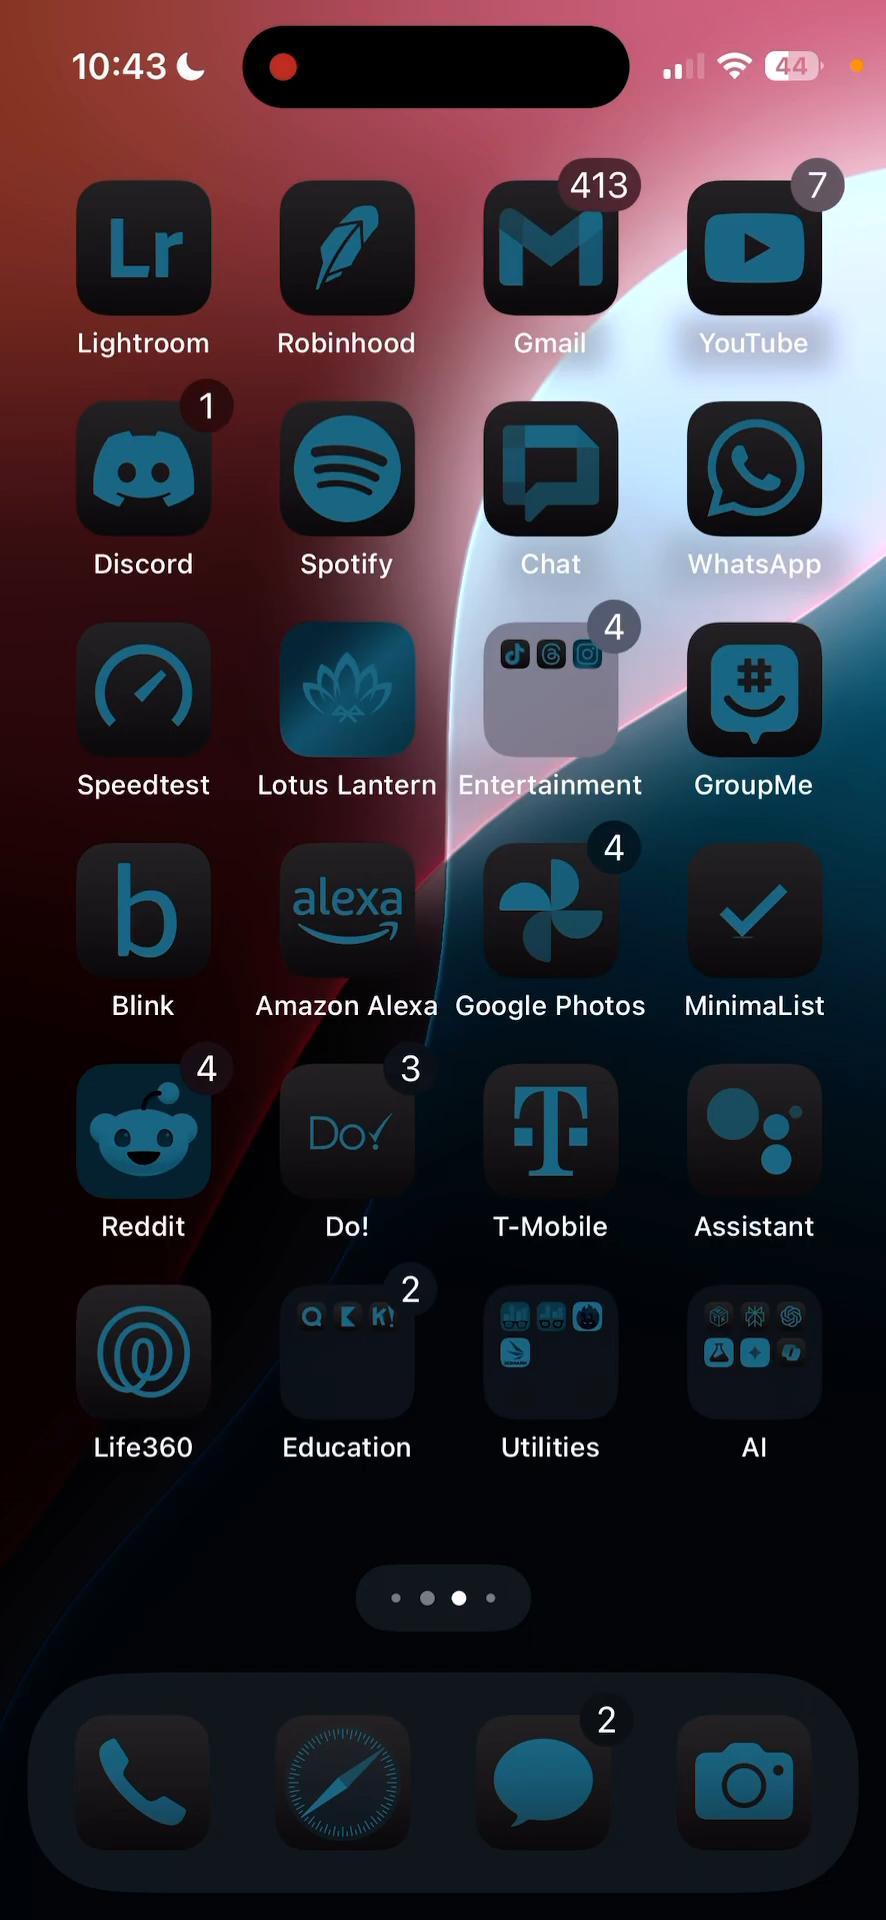 10:43
44
413
7
Lr
Lightroom
Robinhood
Gmail
YouTube
1
Discord
Spotify
Chat
WhatsApp
4
Speedtest
Lotus Lantern
Entertainment
#
GroupMe
b
Blink
alexa
Amazon Alexa
4
Google Photos
MinimaList
4
Reddit
3
Do!
Do!
T
T-Mobile
Assistant
Life360
2
K!
Education
Utilities
AI
2